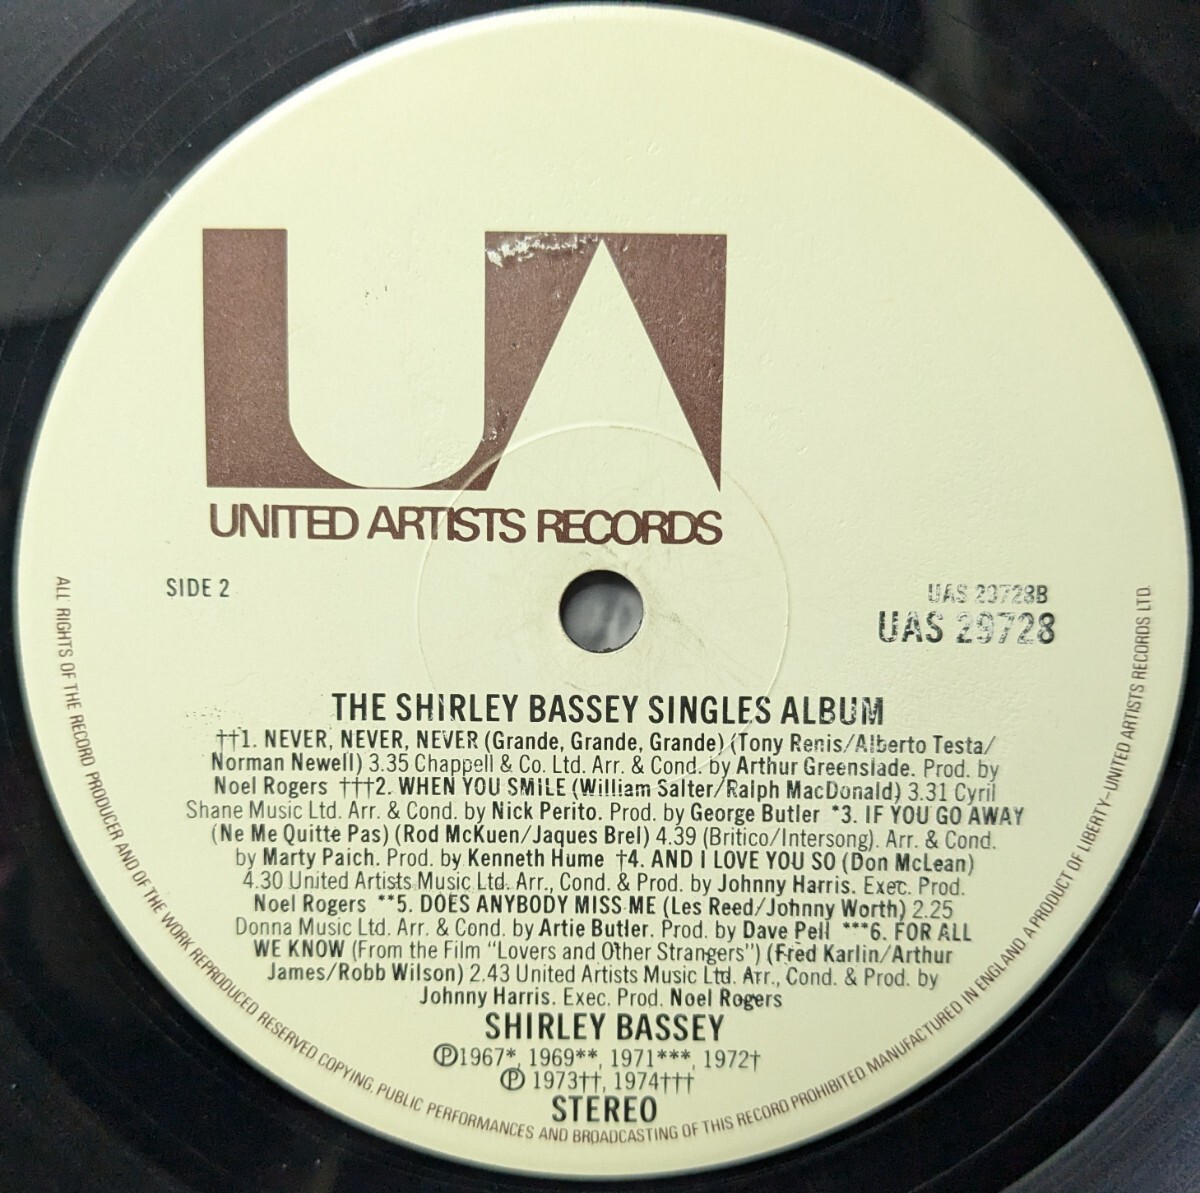 UA
UNITED ARTISTS RECORDS
SIDE 2
UAS 29728B
UAS 29728
THE SHIRLEY BASSEY SINGLES ALBUM
††1. NEVER, NEVER, NEVER (Grande, Grande, Grande) (Tony Renis/Alberto Testa/
Norman Newell) 3.35 Chappell & Co. Ltd. Arr. & Cond. by Arthur Greenslade. Prod. by
Noel Rogers †††2. WHEN YOU SMILE (William Salter/Ralph MacDonald) 3.31 Cyril
Shane Music Ltd. Arr. & Cond. by Nick Perito. Prod. by George Butler *3. IF YOU GO AWAY
(Ne Me Quitte Pas) (Rod McKuen/Jaques Brel) 4.39 (Britico/Intersong). Arr. & Cond.
by Marty Paich. Prod. by Kenneth Hume †4. AND I LOVE YOU SO (Don McLean)
4.30 United Artists Music Ltd. Arr., Cond. & Prod. by Johnny Harris. Exec. Prod.
Noel Rogers **5. DOES ANYBODY MISS ME (Les Reed/Johnny Worth) 2.25
Donna Music Ltd. Arr. & Cond. by Artie Butler. Prod. by Dave Pell ***6. FOR ALL
WE KNOW (From the Film "Lovers and Other Strangers") (Fred Karlin/Arthur
James/Robb Wilson) 2.43 United Artists Music Ltd. Arr., Cond. & Prod. by
Johnny Harris. Exec. Prod. Noel Rogers
SHIRLEY BASSEY
℗1967*, 1969**, 1971***, 1972†
℗ 1973††, 1974†††
STEREO
ALL RIGHTS OF THE RECORD PRODUCER AND OF THE WORK REPRODUCED RESERVED COPYING, PUBLIC PERFORMANCES AND BROADCASTING OF THIS RECORD PROHIBITED MANUFACTURED IN ENGLAND A PRODUCT OF LIBERTY-UNITED ARTISTS RECORDS LTD.